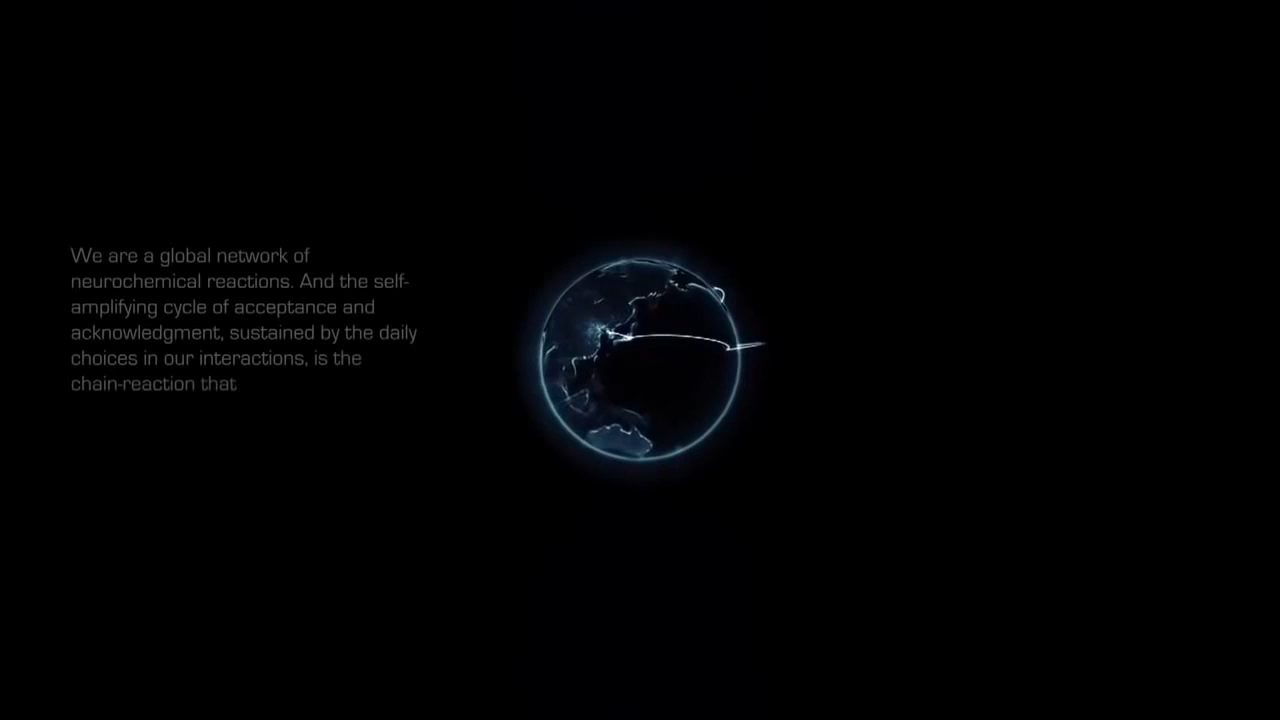 We are a global network of
neurochemical reactions. And the self-
amplifying cycle of acceptance and
acknowledgment, sustained by the daily
choices in our interactions, is the
chain-reaction that